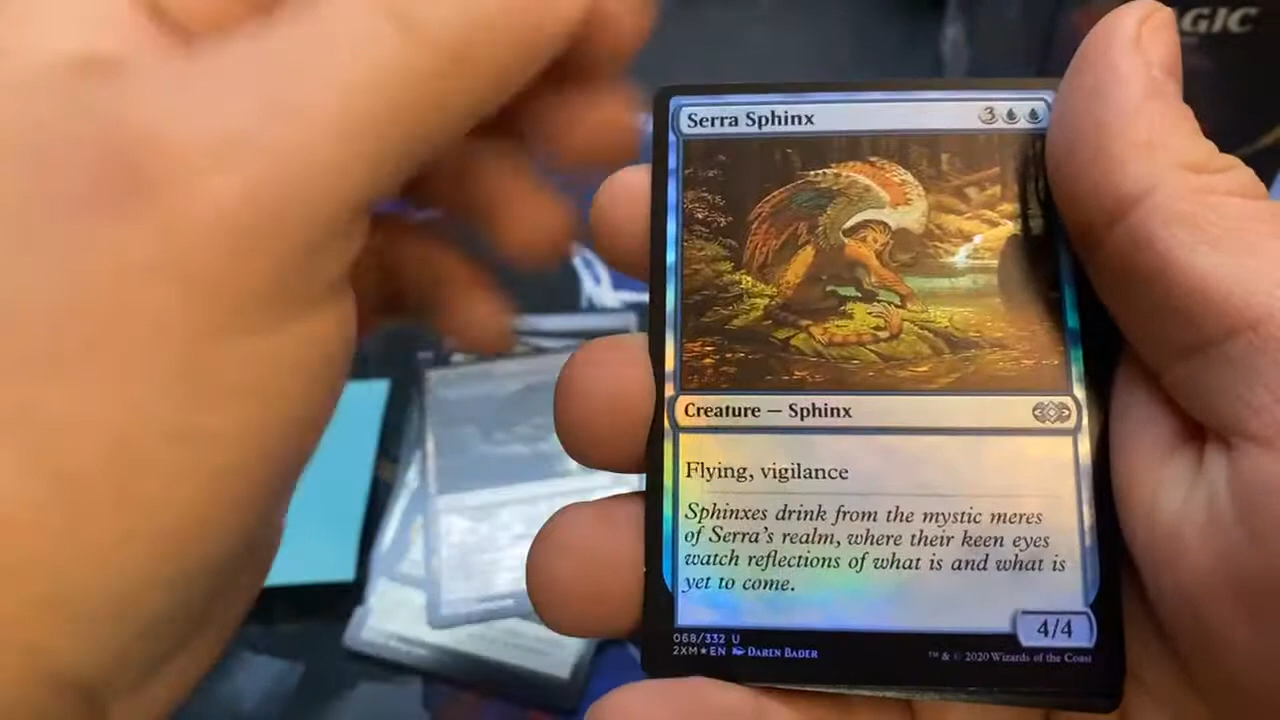 AGIC
Serra Sphinx
3
Creature — Sphinx
Flying, vigilance
Sphinxes drink from the mystic meres
of Serra's realm, where their keen eyes
watch reflections of what is and what is
yet to come.
4/4
068/332 U
2XM★EN DAREN BADER
™ & © 2020 Wizards of the Coast